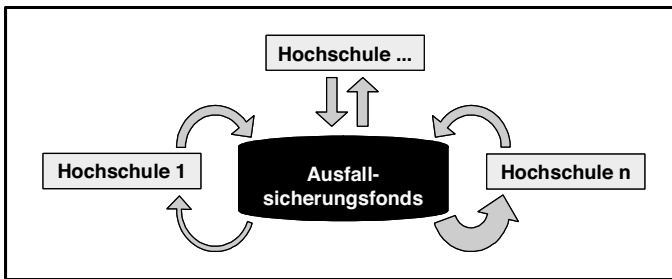 Hochschule ...
Hochschule 1
Ausfall-
sicherungsfonds
Hochschule n